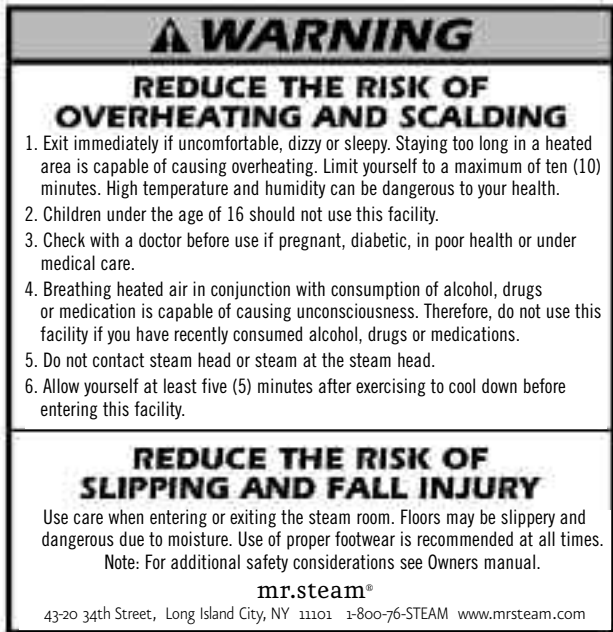 ⚠ WARNING
REDUCE THE RISK OF
OVERHEATING AND SCALDING
1. Exit immediately if uncomfortable, dizzy or sleepy. Staying too long in a heated
area is capable of causing overheating. Limit yourself to a maximum of ten (10)
minutes. High temperature and humidity can be dangerous to your health.
2. Children under the age of 16 should not use this facility.
3. Check with a doctor before use if pregnant, diabetic, in poor health or under
medical care.
4. Breathing heated air in conjunction with consumption of alcohol, drugs
or medication is capable of causing unconsciousness. Therefore, do not use this
facility if you have recently consumed alcohol, drugs or medications.
5. Do not contact steam head or steam at the steam head.
6. Allow yourself at least five (5) minutes after exercising to cool down before
entering this facility.
REDUCE THE RISK OF
SLIPPING AND FALL INJURY
Use care when entering or exiting the steam room. Floors may be slippery and
dangerous due to moisture. Use of proper footwear is recommended at all times.
Note: For additional safety considerations see Owners manual.
mr.steam®
43-20 34th Street, Long Island City, NY 11101 1-800-76-STEAM www.mrsteam.com